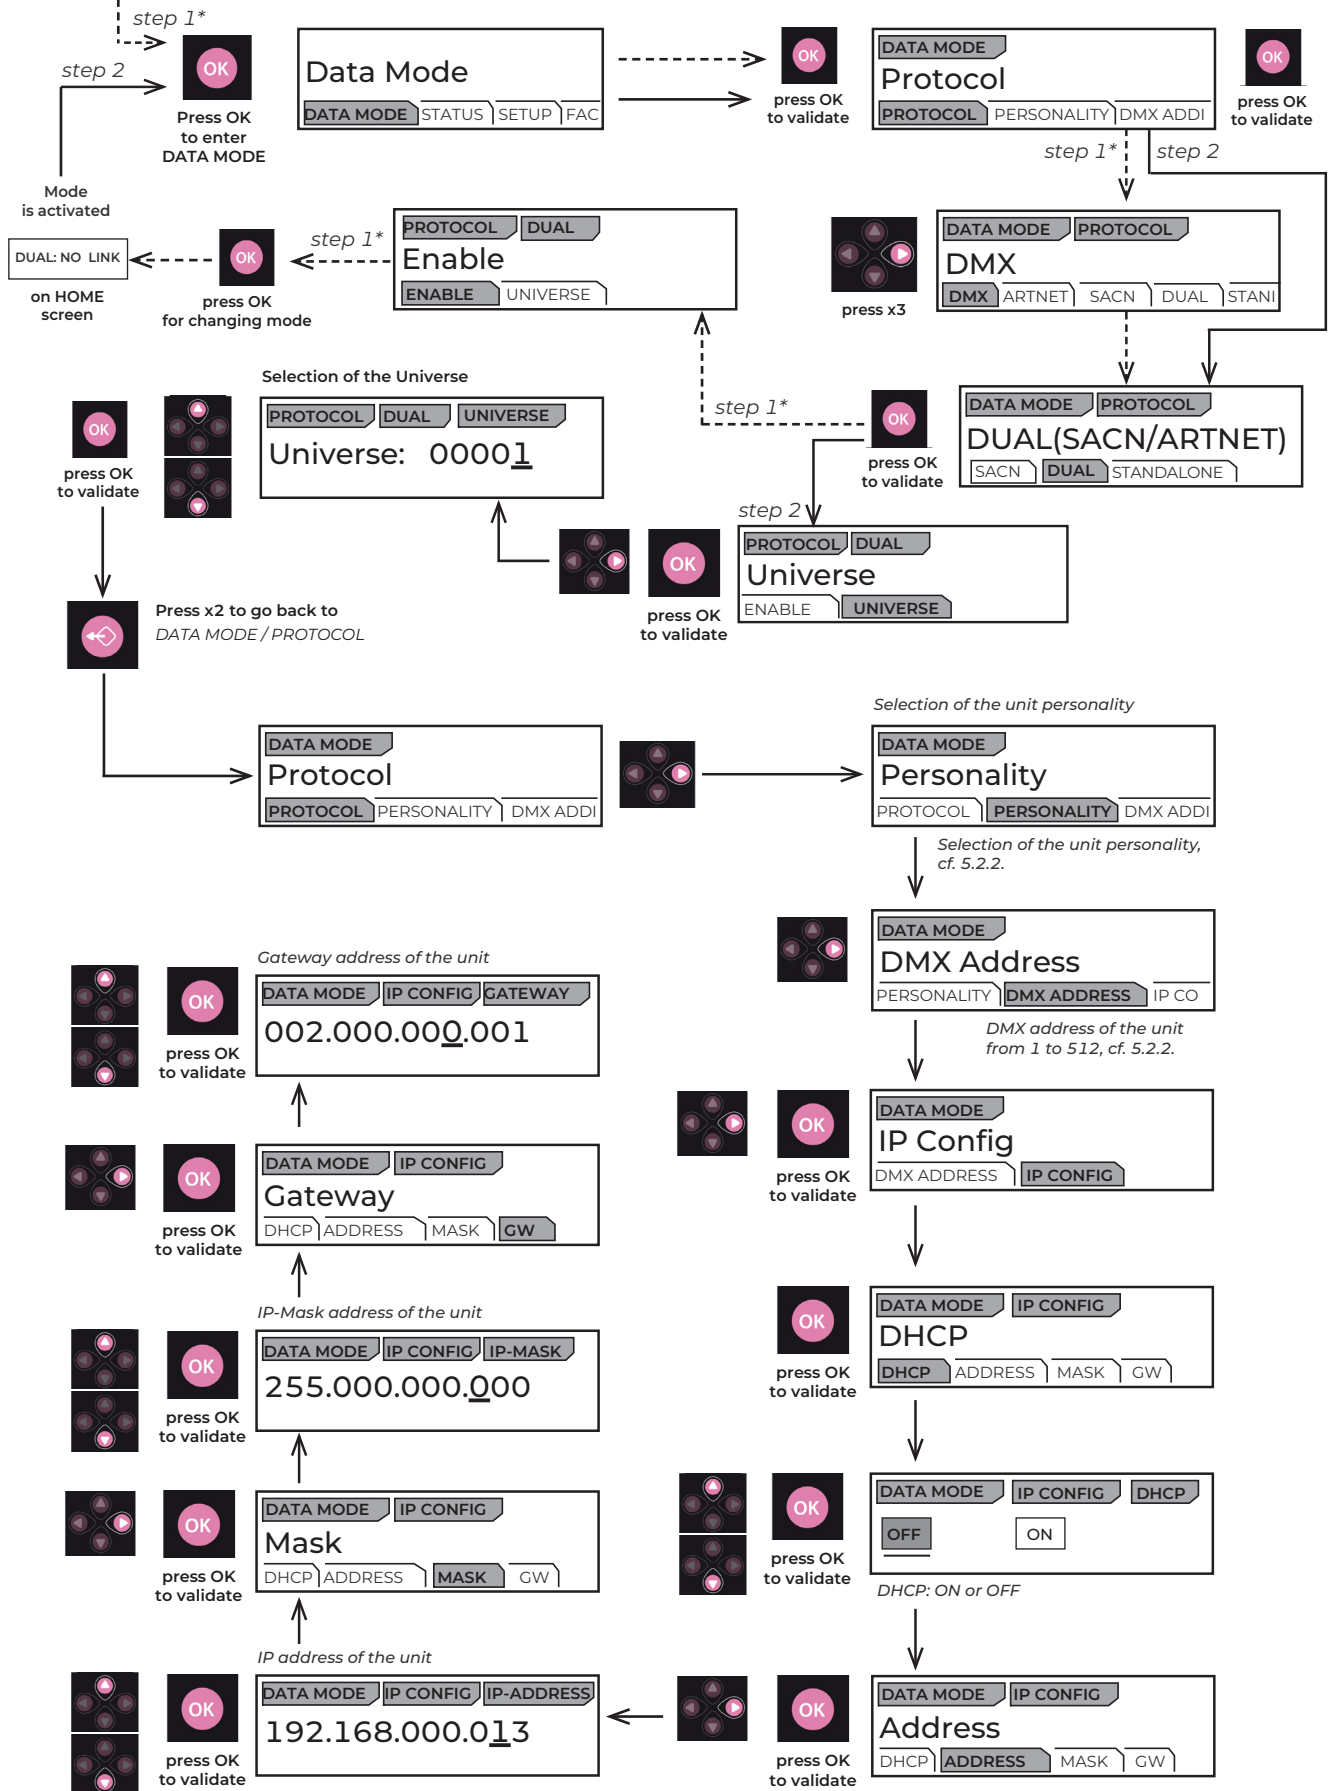 step 1*
step 2
OK
Press OK
to enter
DATA MODE
Data Mode
DATA MODE STATUS SETUP FAC
OK
press OK
to validate
DATA MODE
Protocol
PROTOCOL PERSONALITY DMX ADDI
OK
press OK
to validate
step 1* step 2
Mode
is activated
DUAL: NO LINK
on HOME
screen
OK
press OK
for changing mode
step 1*
PROTOCOL DUAL
Enable
ENABLE UNIVERSE
press x3
DATA MODE PROTOCOL
DMX
DMX ARTNET SACN DUAL STANI
DATA MODE PROTOCOL
DUAL(SACN/ARTNET)
SACN DUAL STANDALONE
OK
press OK
to validate
step 1*
step 2
Selection of the Universe
PROTOCOL DUAL UNIVERSE
Universe: 00001
OK
press OK
to validate
PROTOCOL DUAL
Universe
ENABLE UNIVERSE
OK
press OK
to validate
Press x2 to go back to
DATA MODE / PROTOCOL
DATA MODE
Protocol
PROTOCOL PERSONALITY DMX ADDI
Selection of the unit personality
DATA MODE
Personality
PROTOCOL PERSONALITY DMX ADDI
Selection of the unit personality,
cf. 5.2.2.
DATA MODE
DMX Address
PERSONALITY DMX ADDRESS IP CO
DMX address of the unit
from 1 to 512, cf. 5.2.2.
OK
press OK
to validate
DATA MODE
IP Config
DMX ADDRESS IP CONFIG
OK
press OK
to validate
DATA MODE IP CONFIG
DHCP
DHCP ADDRESS MASK GW
OK
press OK
to validate
DATA MODE IP CONFIG DHCP
OFF ON
DHCP: ON or OFF
OK
press OK
to validate
DATA MODE IP CONFIG
Address
DHCP ADDRESS MASK GW
IP address of the unit
OK
press OK
to validate
DATA MODE IP CONFIG IP-ADDRESS
192.168.000.013
OK
press OK
to validate
DATA MODE IP CONFIG
Mask
DHCP ADDRESS MASK GW
IP-Mask address of the unit
OK
press OK
to validate
DATA MODE IP CONFIG IP-MASK
255.000.000.000
OK
press OK
to validate
DATA MODE IP CONFIG
Gateway
DHCP ADDRESS MASK GW
Gateway address of the unit
OK
press OK
to validate
DATA MODE IP CONFIG GATEWAY
002.000.000.001